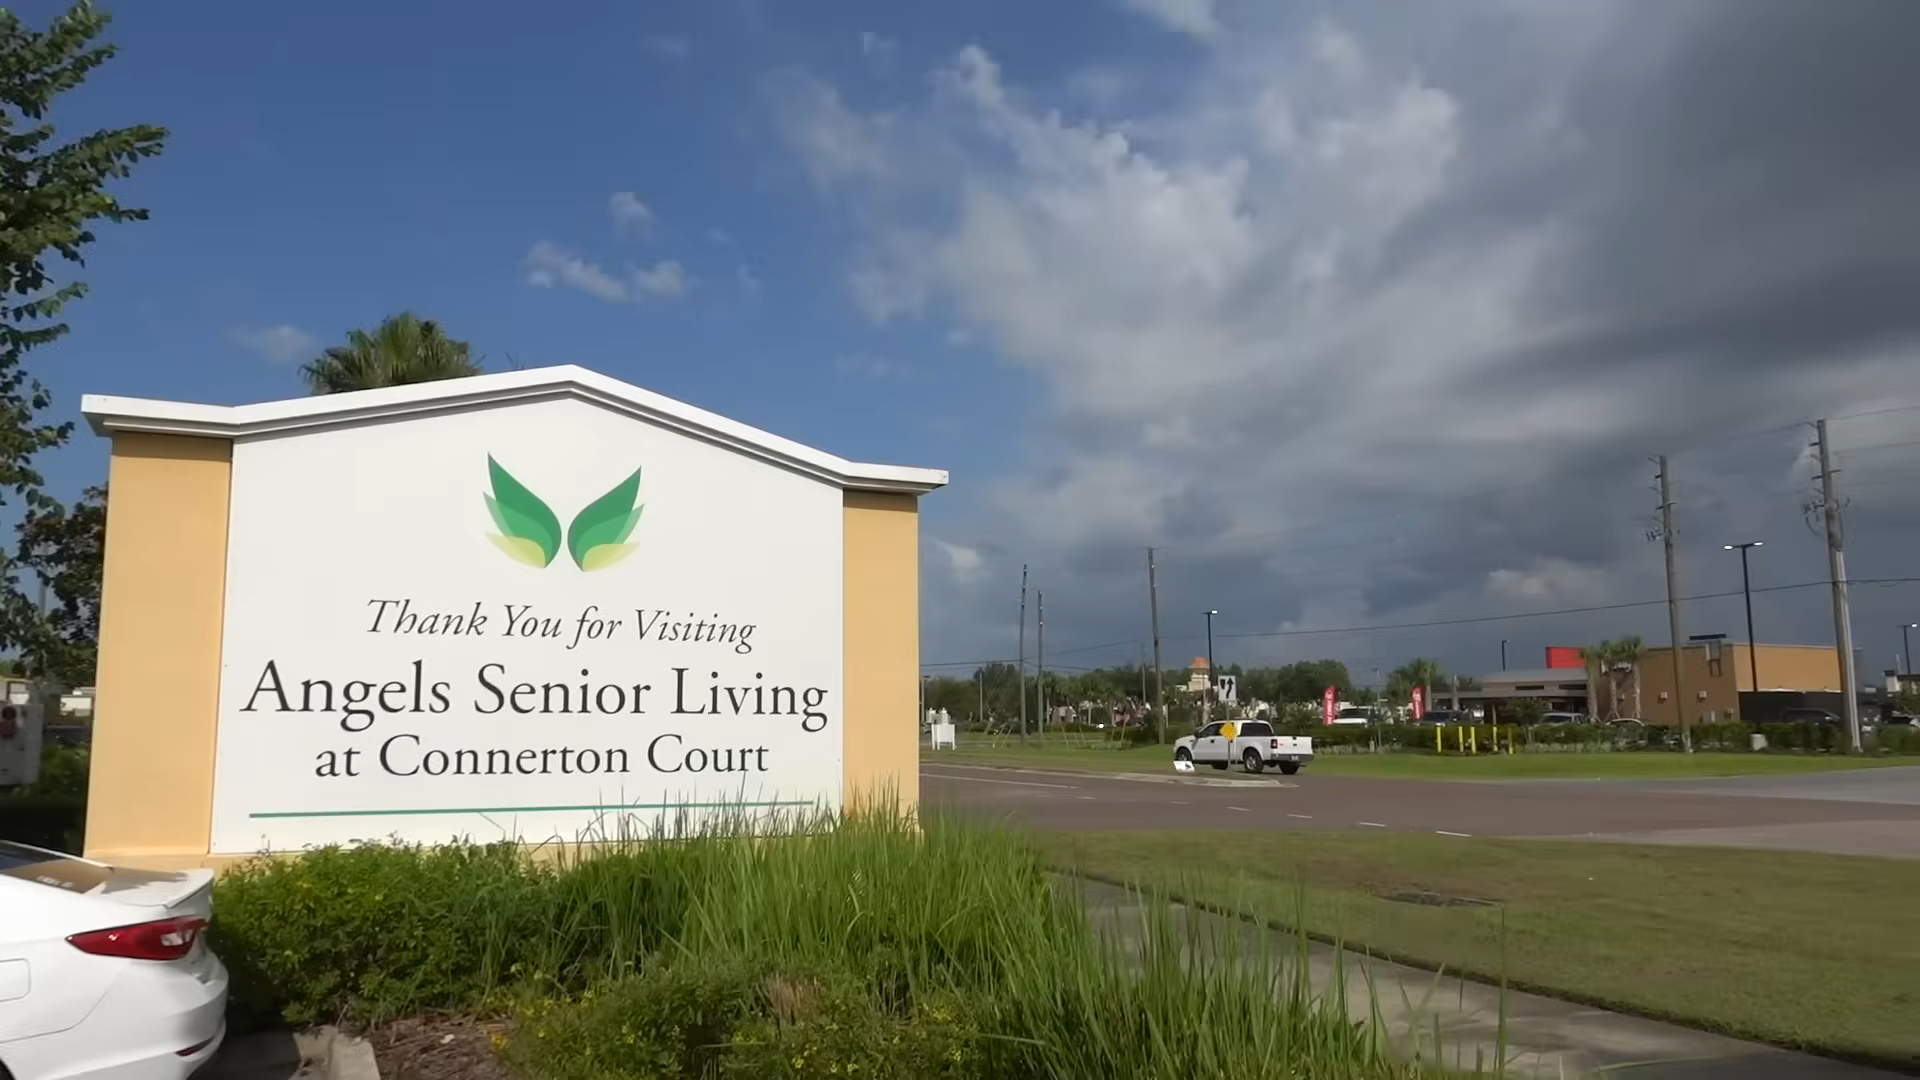 Thank You for Visiting
Angels Senior Living
at Connerton Court